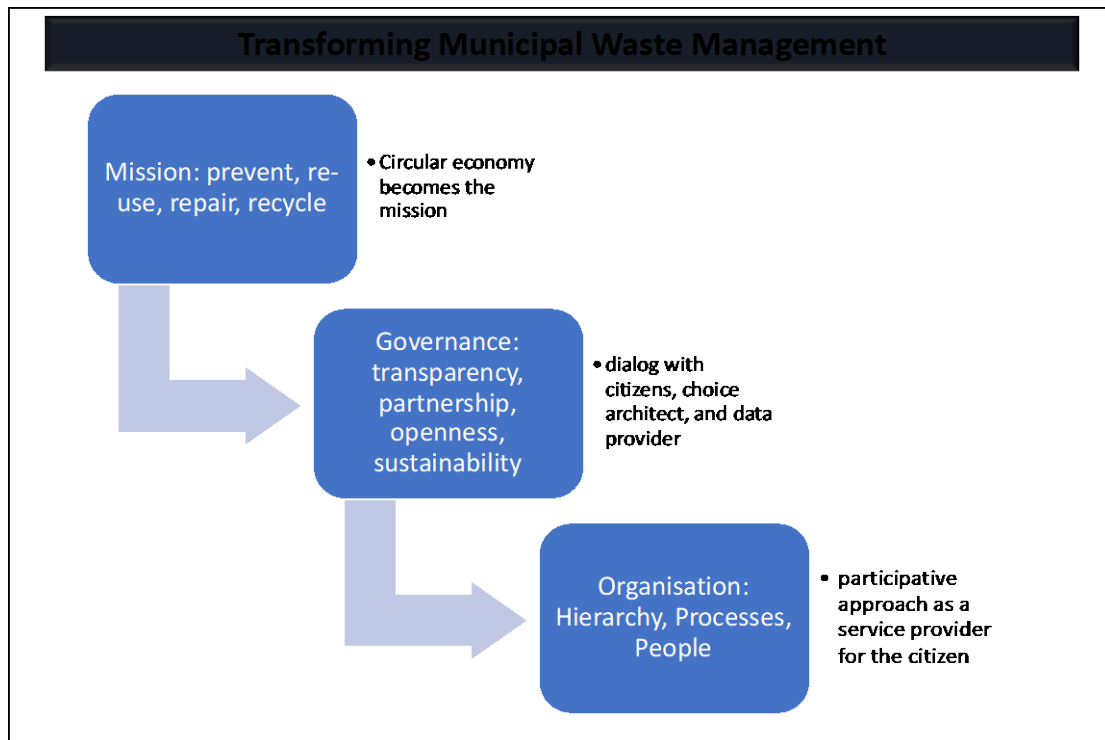 Transforming Municipal Waste Management
Mission: prevent, re-
use, repair, recycle
• Circular economy
becomes the
mission
Governance:
transparency,
partnership,
openness,
sustainability
• dialog with
citizens, choice
architect, and data
provider
Organisation:
Hierarchy, Processes,
People
• participative
approach as a
service provider
for the citizen